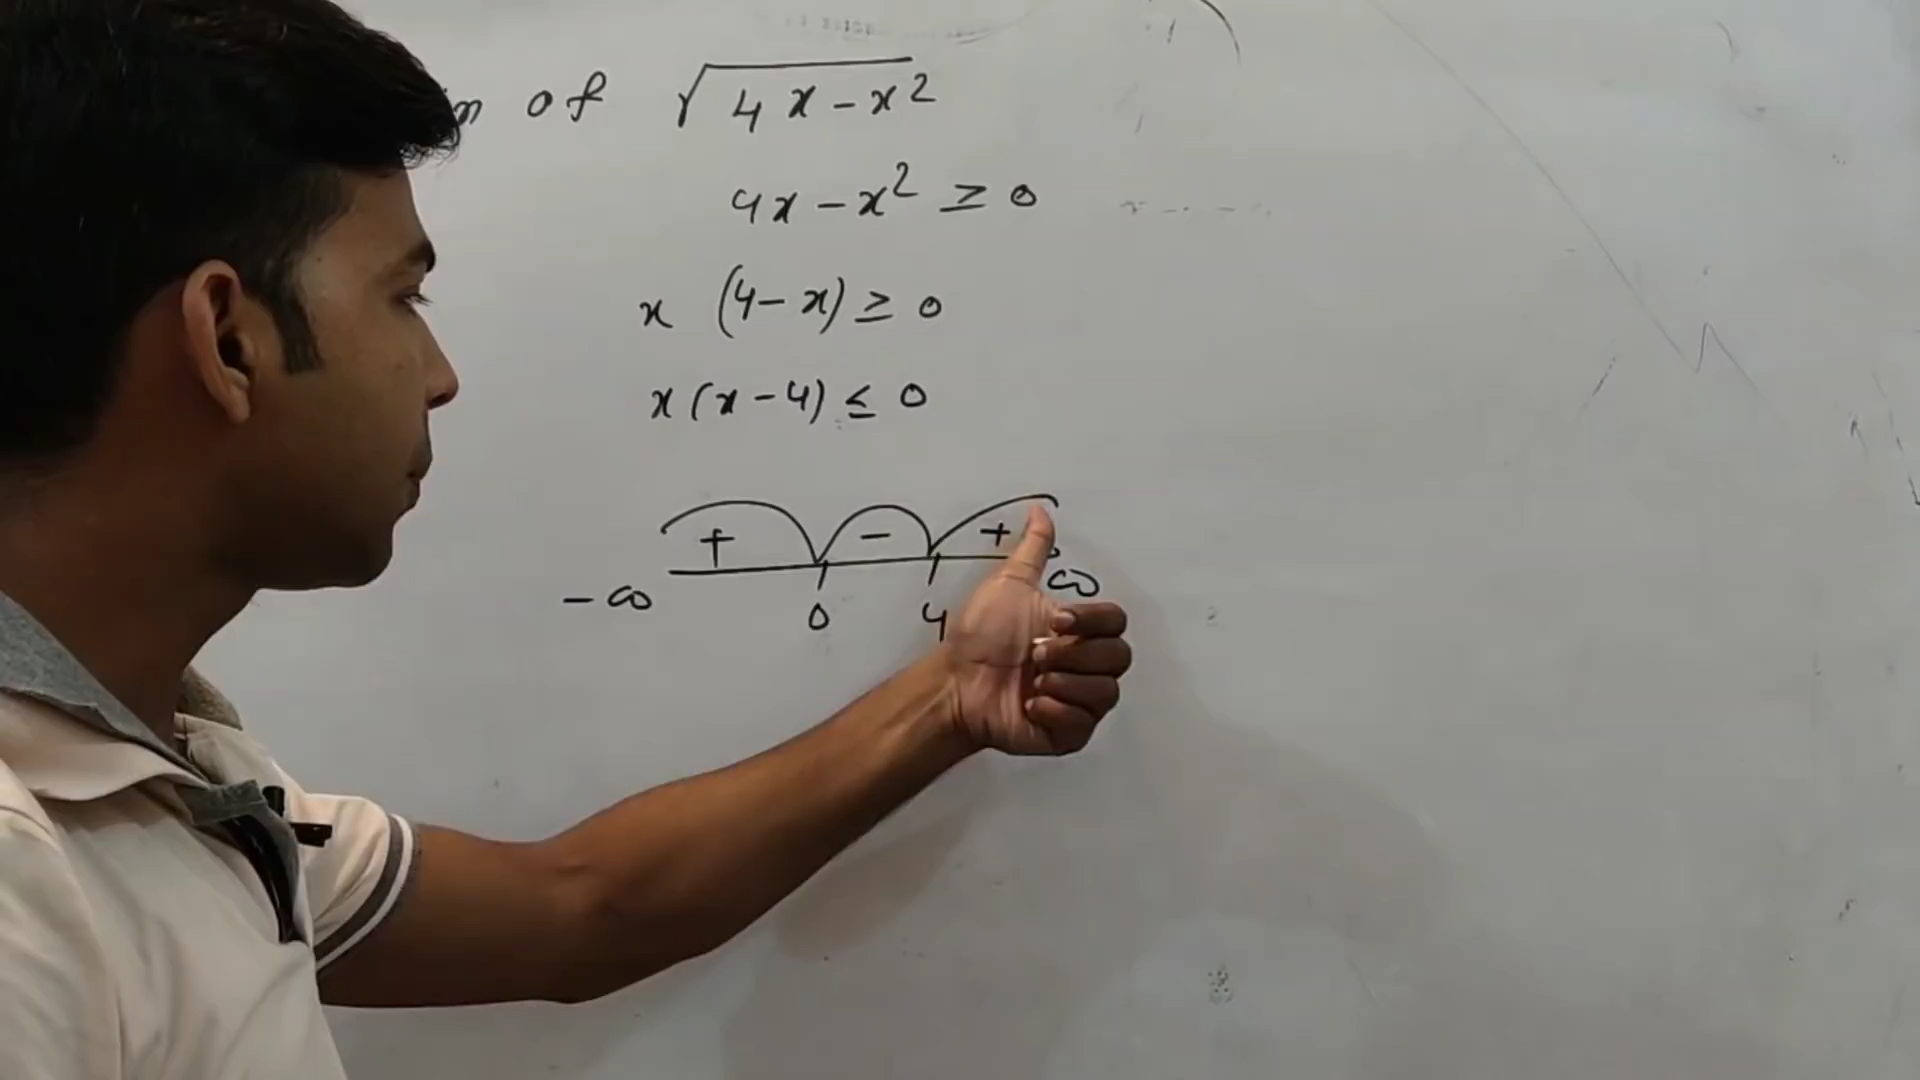 of √4x-x²
4x-x² ≥ 0
x (4-x) ≥ 0
x(x-4) ≤ 0
+ - +
-∞ 0 4 ∞